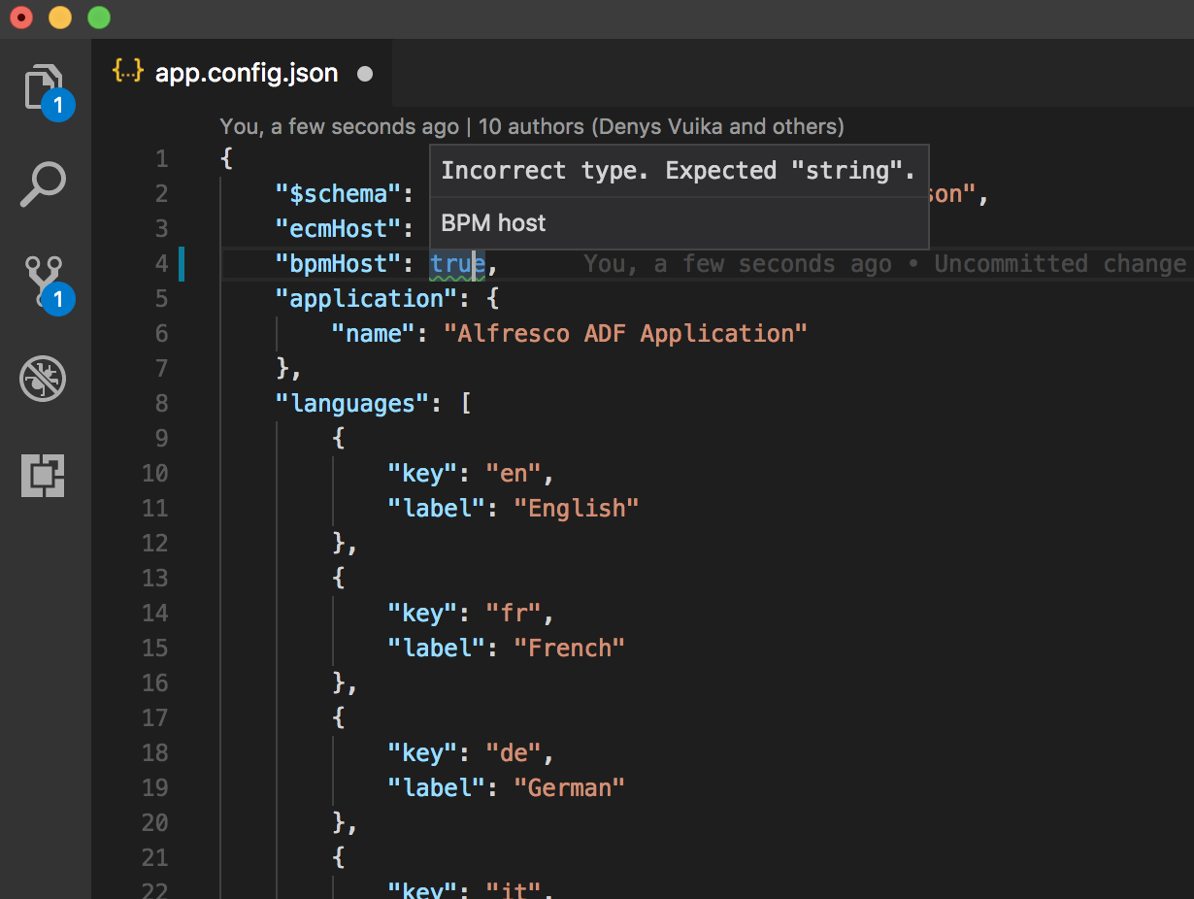 {..} app.config.json
1
You, a few seconds ago | 10 authors (Denys Vuika and others)
1 {
Incorrect type. Expected "string".
2 "$schema": son",
3 "ecmHost":
BPM host
4 "bpmHost": true, You, a few seconds ago • Uncommitted change
1
5 "application": {
6 "name": "Alfresco ADF Application"
7 },
8 "languages": [
9 {
10 "key": "en",
11 "label": "English"
12 },
13 {
14 "key": "fr",
15 "label": "French"
16 },
17 {
18 "key": "de",
19 "label": "German"
20 },
21 {
22 "key": "it",